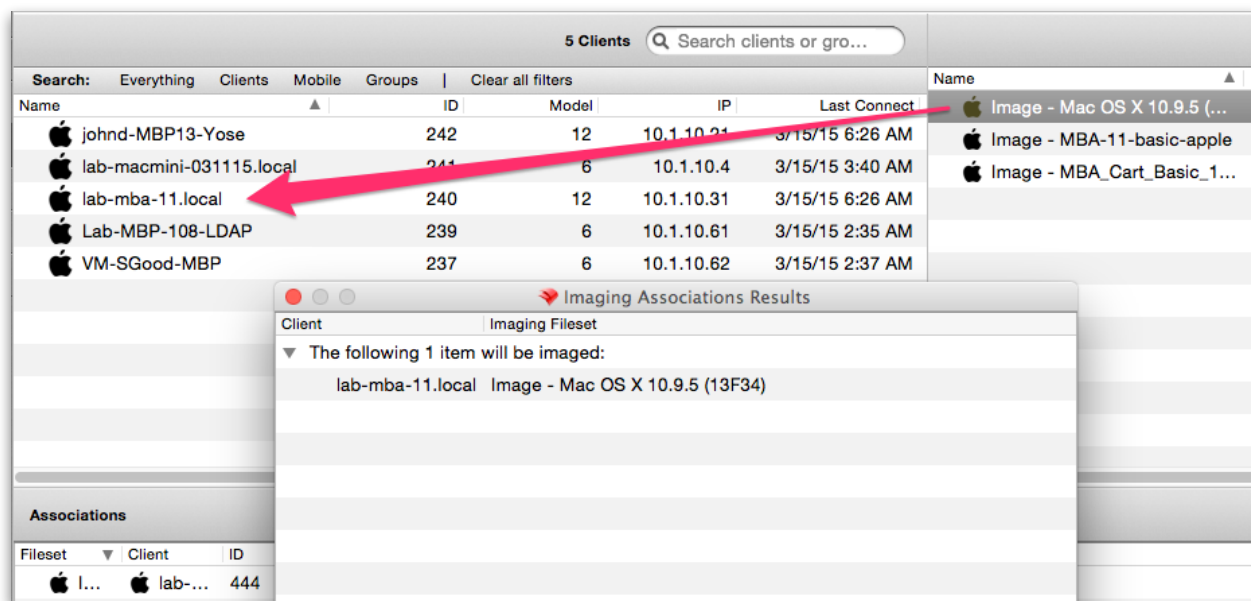 5 Clients Search clients or gro...
Search: Everything Clients Mobile Groups | Clear all filters
Name ID Model IP Last Connect
johnd-MBP13-Yose 242 12 10.1.10.21 3/15/15 6:26 AM
lab-macmini-031115.local 241 6 10.1.10.4 3/15/15 3:40 AM
lab-mba-11.local 240 12 10.1.10.31 3/15/15 6:26 AM
Lab-MBP-108-LDAP 239 6 10.1.10.61 3/15/15 2:35 AM
VM-SGood-MBP 237 6 10.1.10.62 3/15/15 2:37 AM
Name
Image - Mac OS X 10.9.5 (...
Image - MBA-11-basic-apple
Image - MBA_Cart_Basic_1...
Imaging Associations Results
Client Imaging Fileset
The following 1 item will be imaged:
lab-mba-11.local Image - Mac OS X 10.9.5 (13F34)
Associations
Fileset Client ID
I... lab-... 444